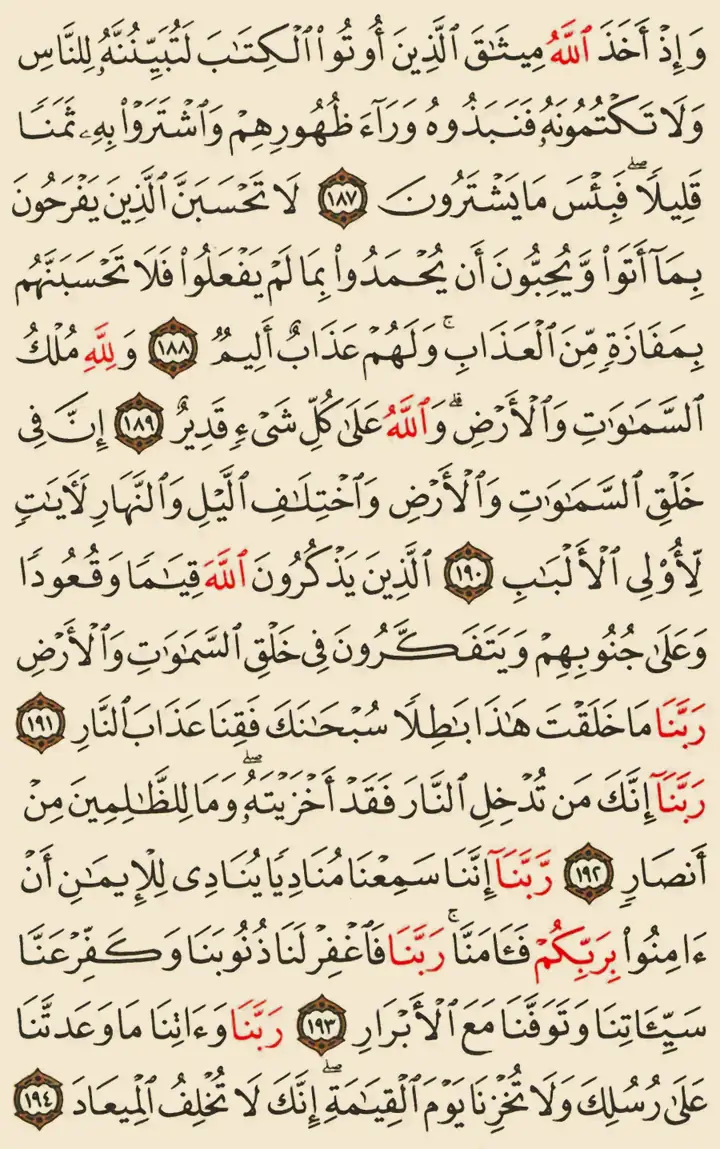 وَإِذْ أَخَذَ ٱللَّهُ مِيثَٰقَ ٱلَّذِينَ أُوتُوا۟ ٱلْكِتَٰبَ لَتُبَيِّنُنَّهُۥ لِلنَّاسِ
وَلَا تَكْتُمُونَهُۥ فَنَبَذُوهُ وَرَآءَ ظُهُورِهِمْ وَٱشْتَرَوْا۟ بِهِۦ ثَمَنًا
قَلِيلًا ۖ فَبِئْسَ مَا يَشْتَرُونَ ١٨٧ لَا تَحْسَبَنَّ ٱلَّذِينَ يَفْرَحُونَ
بِمَآ أَتَوا۟ وَّيُحِبُّونَ أَن يُحْمَدُوا۟ بِمَا لَمْ يَفْعَلُوا۟ فَلَا تَحْسَبَنَّهُم
بِمَفَازَةٍ مِّنَ ٱلْعَذَابِ ۚ وَلَهُمْ عَذَابٌ أَلِيمٌ ١٨٨ وَلِلَّهِ مُلْكُ
ٱلسَّمَٰوَٰتِ وَٱلْأَرْضِ ۗ وَٱللَّهُ عَلَىٰ كُلِّ شَىْءٍ قَدِيرٌ ١٨٩ إِنَّ فِى
خَلْقِ ٱلسَّمَٰوَٰتِ وَٱلْأَرْضِ وَٱخْتِلَٰفِ ٱلَّيْلِ وَٱلنَّهَارِ لَـَٔايَٰتٍ
لِّأُو۟لِى ٱلْأَلْبَٰبِ ١٩٠ ٱلَّذِينَ يَذْكُرُونَ ٱللَّهَ قِيَٰمًا وَقُعُودًا
وَعَلَىٰ جُنُوبِهِمْ وَيَتَفَكَّرُونَ فِى خَلْقِ ٱلسَّمَٰوَٰتِ وَٱلْأَرْضِ
رَبَّنَا مَا خَلَقْتَ هَٰذَا بَٰطِلًا سُبْحَٰنَكَ فَقِنَا عَذَابَ ٱلنَّارِ ١٩١
رَبَّنَآ إِنَّكَ مَن تُدْخِلِ ٱلنَّارَ فَقَدْ أَخْزَيْتَهُۥ ۖ وَمَا لِلظَّٰلِمِينَ مِنْ
أَنصَارٍ ١٩٢ رَّبَّنَآ إِنَّنَا سَمِعْنَا مُنَادِيًا يُنَادِى لِلْإِيمَٰنِ أَنْ
ءَامِنُوا۟ بِرَبِّكُمْ فَـَٔامَنَّا ۚ رَبَّنَا فَٱغْفِرْ لَنَا ذُنُوبَنَا وَكَفِّرْ عَنَّا
سَيِّـَٔاتِنَا وَتَوَفَّنَا مَعَ ٱلْأَبْرَارِ ١٩٣ رَبَّنَا وَءَاتِنَا مَا وَعَدتَّنَا
عَلَىٰ رُسُلِكَ وَلَا تُخْزِنَا يَوْمَ ٱلْقِيَٰمَةِ ۖ إِنَّكَ لَا تُخْلِفُ ٱلْمِيعَادَ ١٩٤